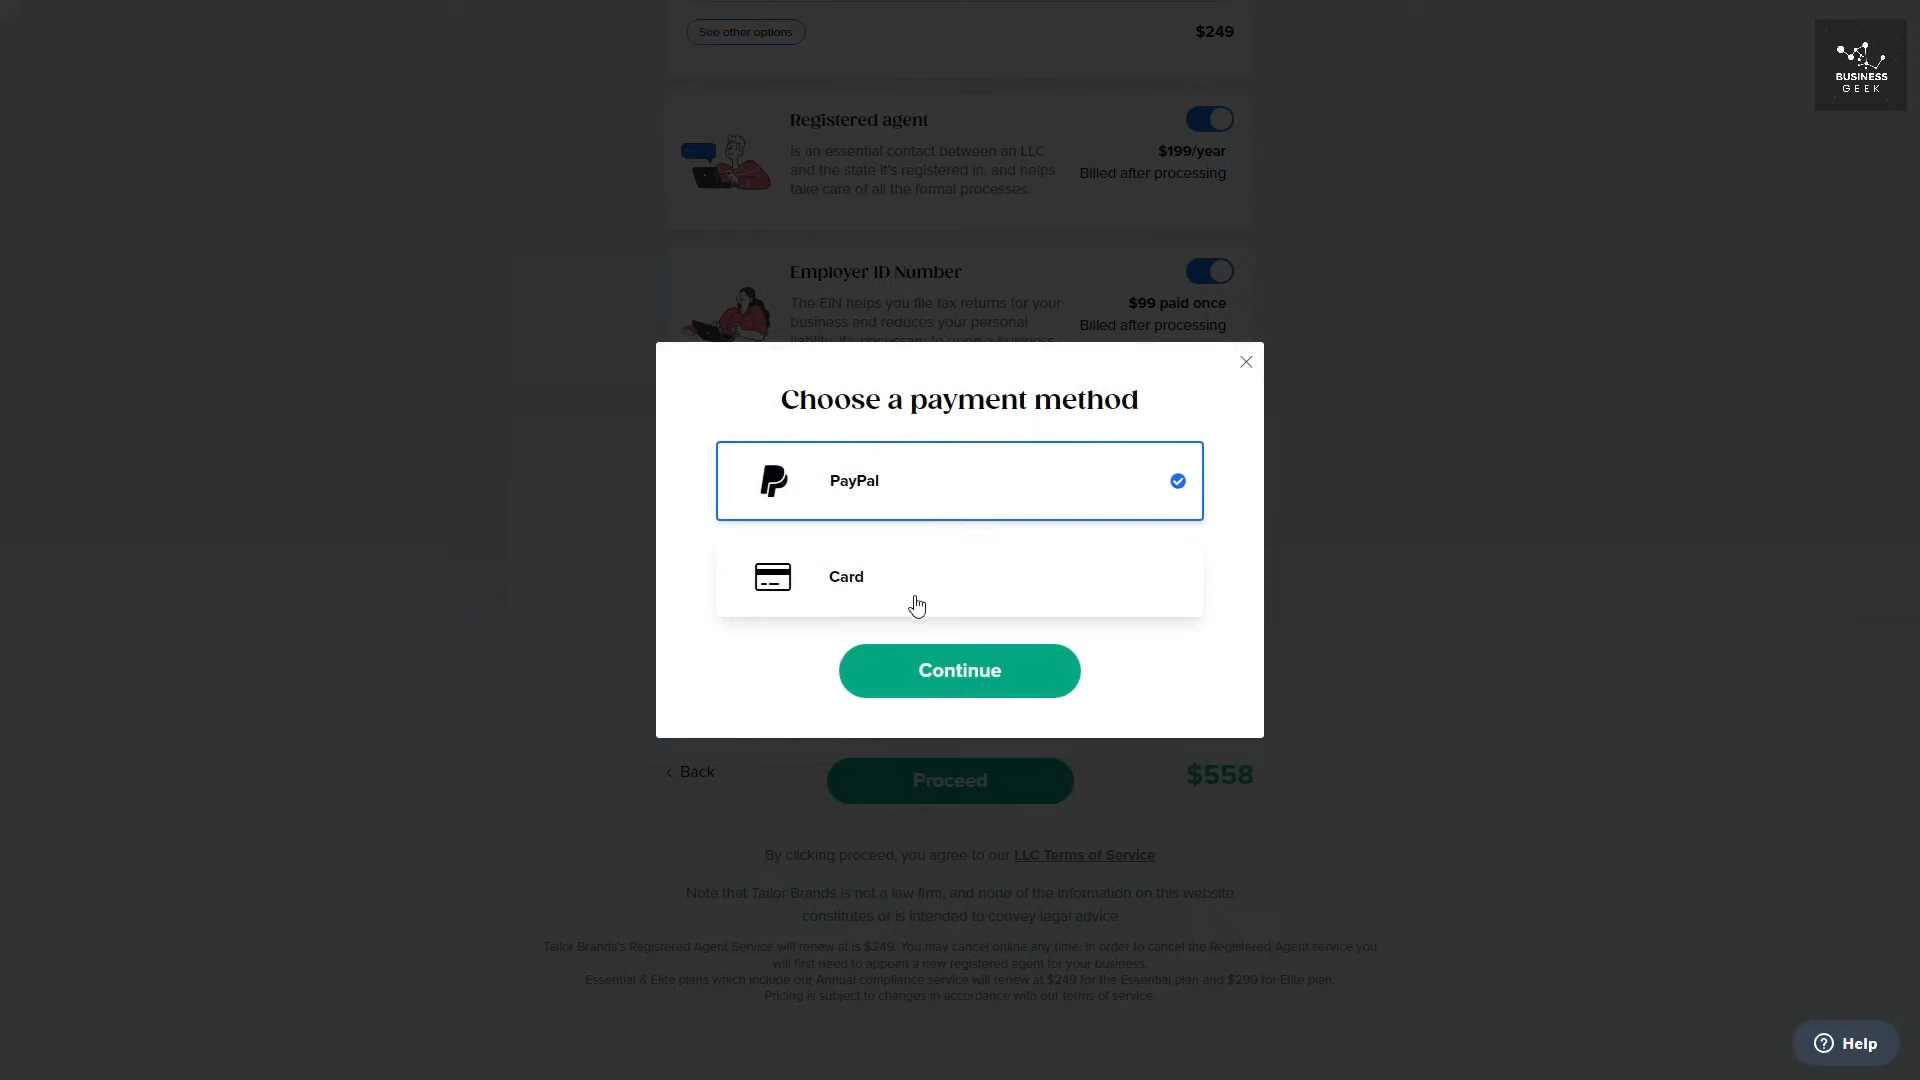 See other options
$249
BUSINESS
GEEK
Registered agent
$199/year
Billed after processing
Is an essential contact between an LLC
and the state it's registered in, and helps
take care of all the formal processes.
Employer ID Number
$99 paid once
Billed after processing
The EIN helps you file tax returns for your
business and reduces your personal
Choose a payment method
PayPal
Card
Continue
Back
Proceed
$558
By clicking proceed, you agree to our LLC Terms of Service
Note that Tailor Brands is not a law firm, and none of the information on this website
constitutes or is intended to convey legal advice
Tailor Brands's Registered Agent Service will renew at is $249. You may cancel online any time. In order to cancel the Registered Agent service you
will first need to appoint a new registered agent for your business.
Essential & Elite plans which include our Annual compliance service will renew at $249 for the Essential plan and $299 for Elite plan.
Pricing is subject to changes in accordance with our terms of service.
Help